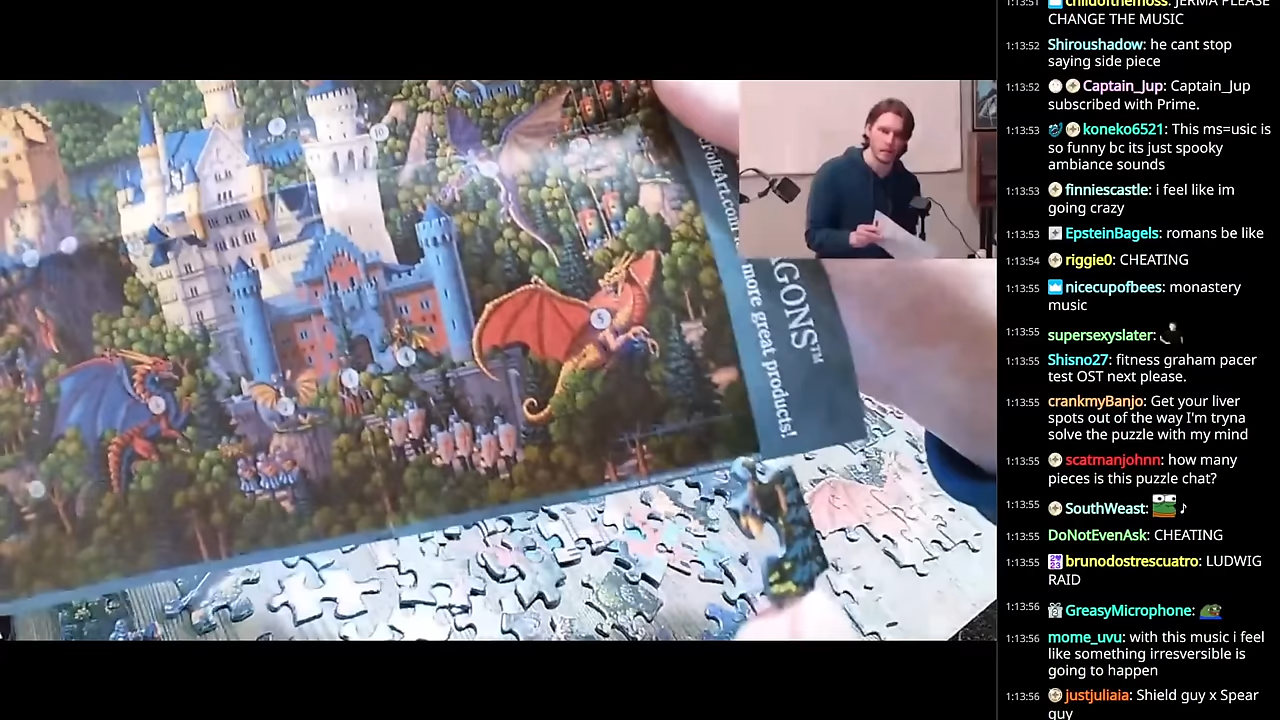 10
5
FolkArt.com
AGONS™
more great products!
1:13:51 childofthemoss: JERMA PLEASE
CHANGE THE MUSIC
1:13:52 Shiroushadow: he cant stop
saying side piece
1:13:52 Captain_Jup: Captain_Jup
subscribed with Prime.
1:13:53 koneko6521: This ms=usic is
so funny bc its just spooky
ambiance sounds
1:13:53 finniescastle: i feel like im
going crazy
1:13:53 EpsteinBagels: romans be like
1:13:54 riggie0: CHEATING
1:13:55 nicecupofbees: monastery
music
1:13:55 supersexyslater:
1:13:55 Shisno27: fitness graham pacer
test OST next please.
1:13:55 crankmyBanjo: Get your liver
spots out of the way I'm tryna
solve the puzzle with my mind
1:13:55 scatmanjohnn: how many
pieces is this puzzle chat?
1:13:55 SouthWeast:
1:13:55 DoNotEvenAsk: CHEATING
1:13:55 brunodostrescuatro: LUDWIG
RAID
1:13:56 GreasyMicrophone:
1:13:56 mome_uvu: with this music i feel
like something irresversible is
going to happen
1:13:56 justjuliaia: Shield guy x Spear
guy